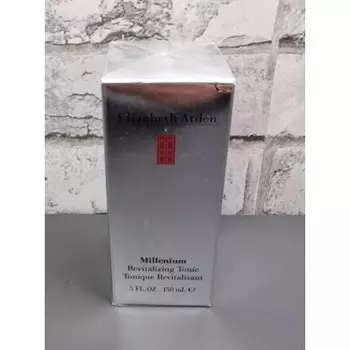 Elizabeth Arden
Millenium
Revitalizing Tonic
Tonique Revitalisant
5 FL. OZ. 150 ml. ℮